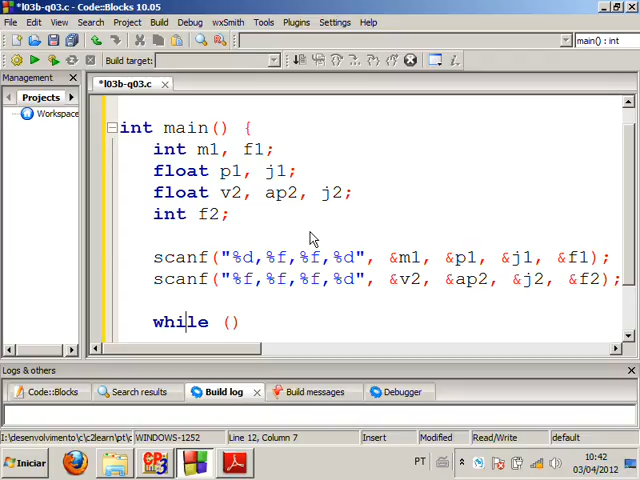 *l03b-q03.c - Code::Blocks 10.05
File Edit View Search Project Build Debug wxSmith Tools Plugins Settings Help
main() : int
Build target:
Management
*l03b-q03.c
Projects
Workspace
int main() {
int m1, f1;
float p1, j1;
float v2, ap2, j2;
int f2;
scanf("%d,%f,%f,%d", &m1, &p1, &j1, &f1);
scanf("%f,%f,%f,%d", &v2, &ap2, &j2, &f2);
while ()
Logs & others
Code::Blocks Search results Build log Build messages Debugger
I:\desenvolvimento\c\c2learn\pt\c WINDOWS-1252 Line 12, Column 7 Insert Modified Read/Write default
Iniciar PT 10:42
03/04/2012